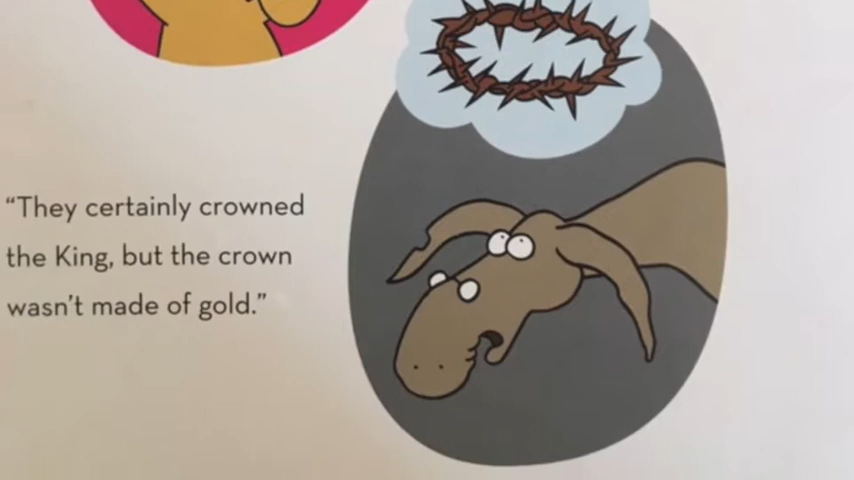 “They certainly crowned
the King, but the crown
wasn’t made of gold.”